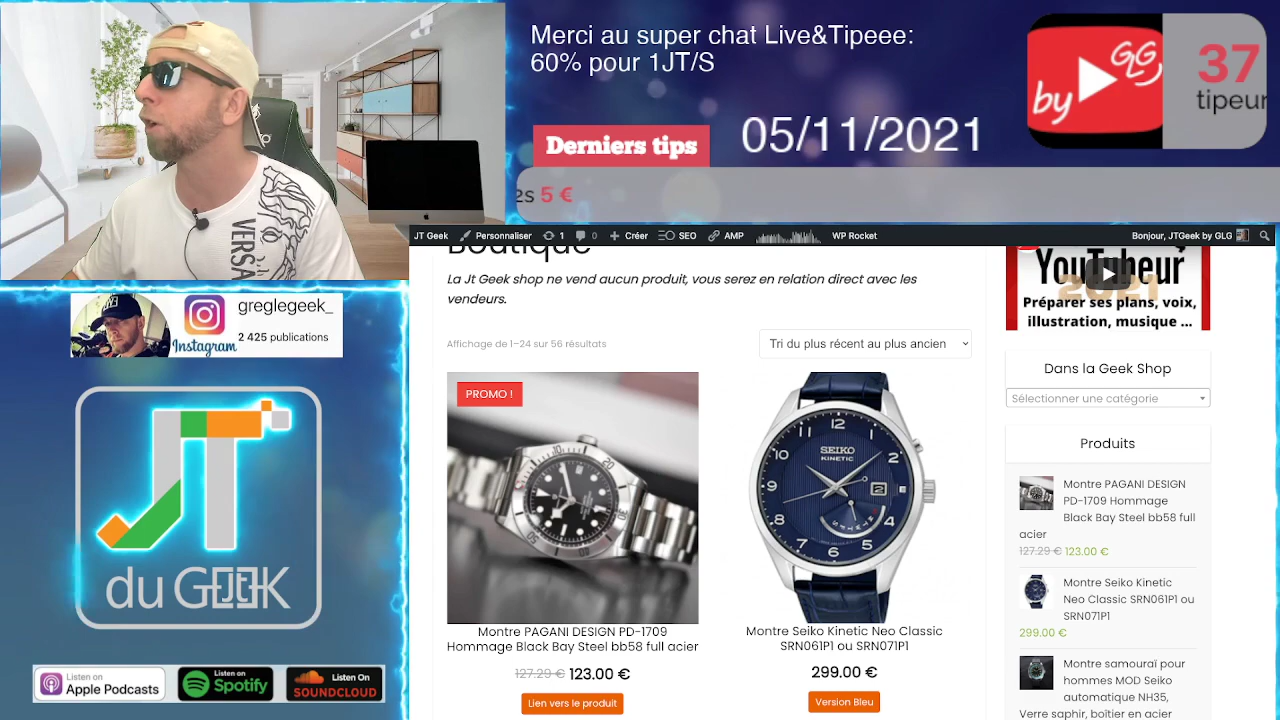 Merci au super chat Live&Tipeee:
60% pour 1JT/S
by GLG
37
tipeur
Derniers tips
05/11/2021
5 €
VERSA
JT Geek
Personnaliser
1
0
Créer
SEO
AMP
WP Rocket
Bonjour, JTGeek by GLG
Boutique
La Jt Geek shop ne vend aucun produit, vous serez en relation direct avec les
vendeurs.
Affichage de 1–24 sur 56 résultats
Tri du plus récent au plus ancien
PROMO !
SEIKO
KINETIC
Montre PAGANI DESIGN PD-1709
Hommage Black Bay Steel bb58 full acier
127.29 € 123.00 €
Lien vers le produit
Montre Seiko Kinetic Neo Classic
SRN061P1 ou SRN071P1
299.00 €
Version Bleu
YouTubeur
2021
Préparer ses plans, voix,
illustration, musique ...
Dans la Geek Shop
Sélectionner une catégorie
Produits
Montre PAGANI DESIGN
PD-1709 Hommage
Black Bay Steel bb58 full
acier
127.29 € 123.00 €
Montre Seiko Kinetic
Neo Classic
SRN061P1 ou
SRN071P1
299.00 €
Montre samouraï pour
hommes MOD Seiko
automatique NH35,
Verre saphir, boîtier en acier
greglegeek_
2 425 publications
Instagram
JT
du GEEK
Listen on
Apple Podcasts
Listen on
Spotify
Listen On
SOUNDCLOUD